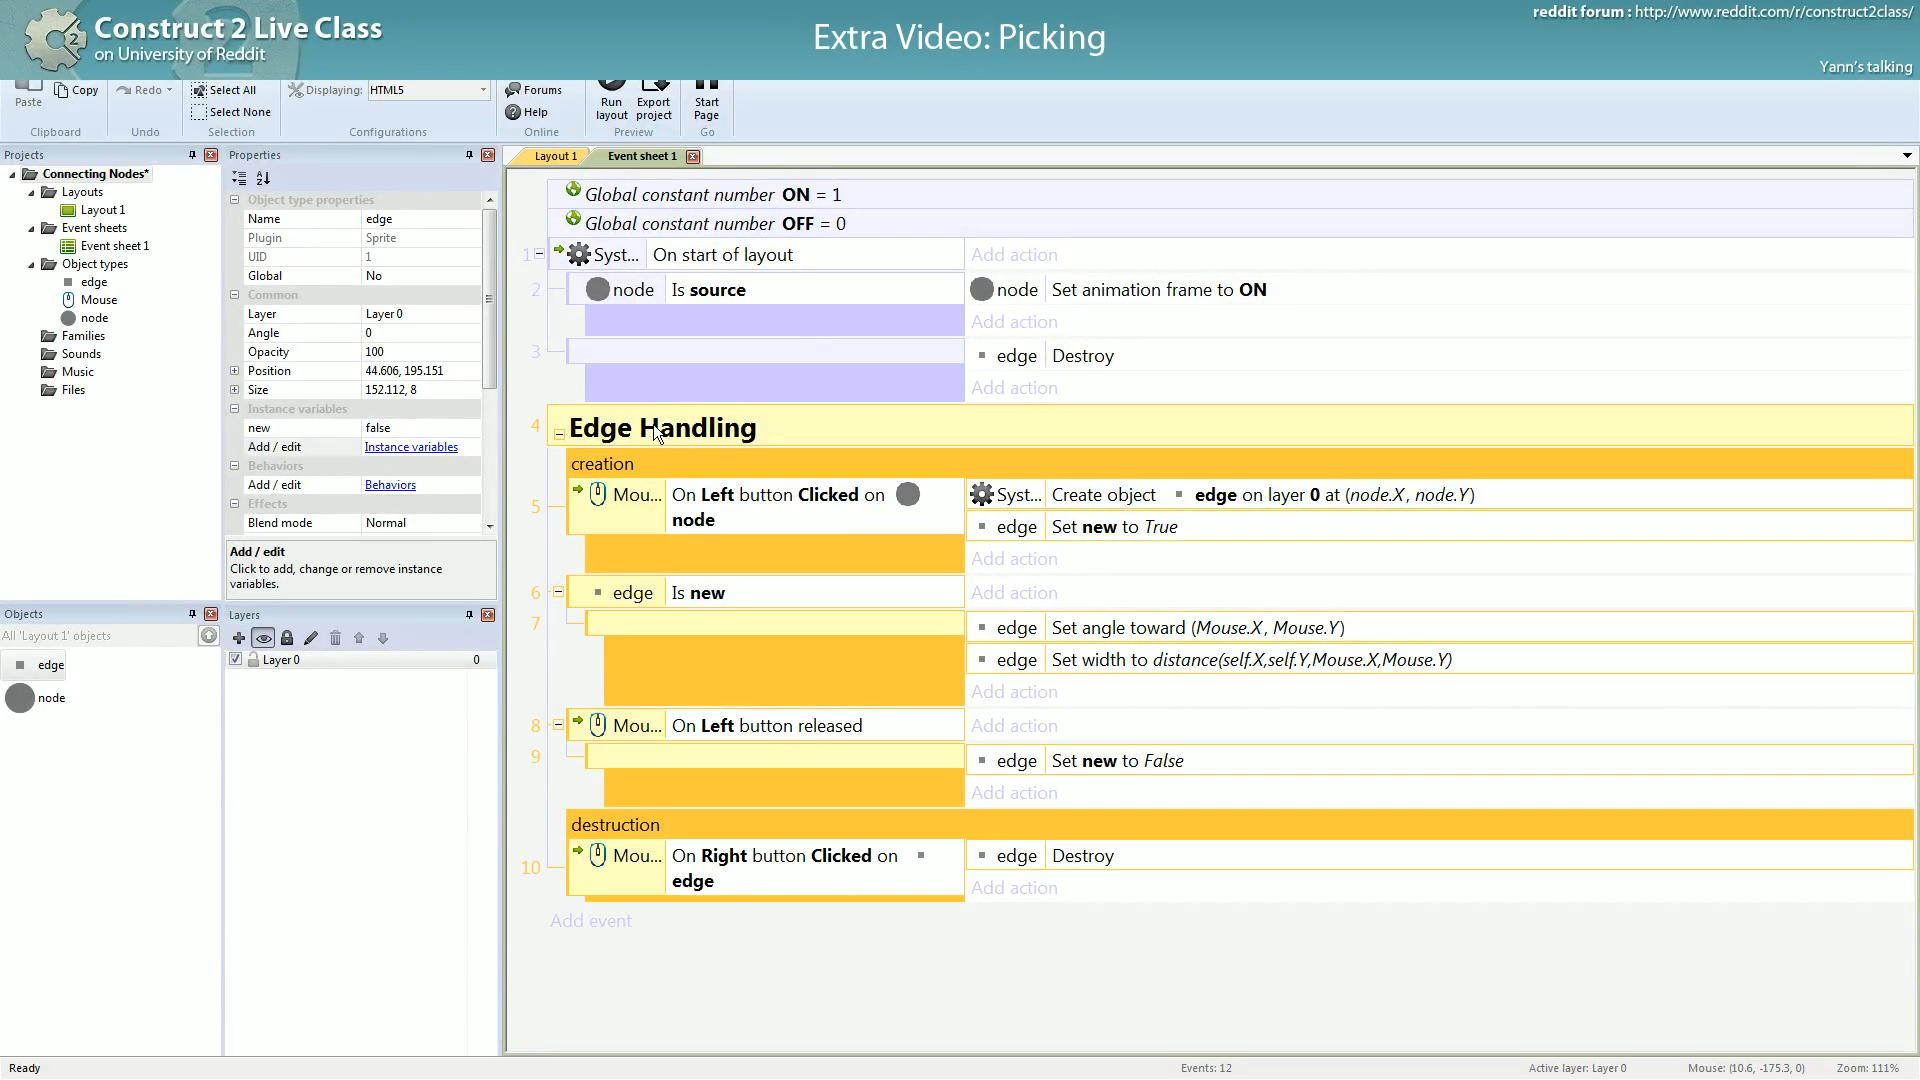 Construct 2 Live Class
on University of Reddit
2
Extra Video: Picking
reddit forum : http://www.reddit.com/r/construct2class/
Yann's talking
Paste
Copy
Clipboard
Redo
Undo
Select All
Select None
Selection
Displaying: HTML5
Configurations
Forums
Help
Online
Run layout
Export project
Preview
Start Page
Go
Projects
Connecting Nodes*
Layouts
Layout 1
Event sheets
Event sheet 1
Object types
edge
Mouse
node
Families
Sounds
Music
Files
Properties
Object type properties
Name edge
Plugin Sprite
UID 1
Global No
Common
Layer Layer 0
Angle 0
Opacity 100
Position 44.606, 195.151
Size 152.112, 8
Instance variables
new false
Add / edit Instance variables
Behaviors
Add / edit Behaviors
Effects
Blend mode Normal
Add / edit
Click to add, change or remove instance
variables.
Objects
All 'Layout 1' objects
edge
node
Layers
Layer 0 0
Layout 1
Event sheet 1
Global constant number ON = 1
Global constant number OFF = 0
1 Syst... On start of layout Add action
2 node Is source node Set animation frame to ON
Add action
3 edge Destroy
Add action
4 Edge Handling
creation
5 Mou... On Left button Clicked on node
Syst... Create object edge on layer 0 at (node.X, node.Y)
edge Set new to True
Add action
6 edge Is new Add action
7 edge Set angle toward (Mouse.X, Mouse.Y)
edge Set width to distance(self.X,self.Y,Mouse.X,Mouse.Y)
Add action
8 Mou... On Left button released Add action
9 edge Set new to False
Add action
destruction
10 Mou... On Right button Clicked on edge
edge Destroy
Add action
Add event
Ready
Events: 12
Active layer: Layer 0
Mouse: (10.6, -175.3, 0)
Zoom: 111%